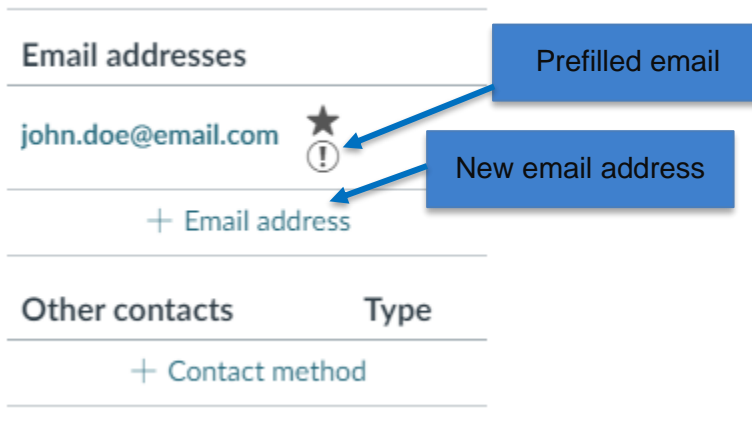 Email addresses
Prefilled email
john.doe@email.com
New email address
+ Email address
Other contacts Type
+ Contact method